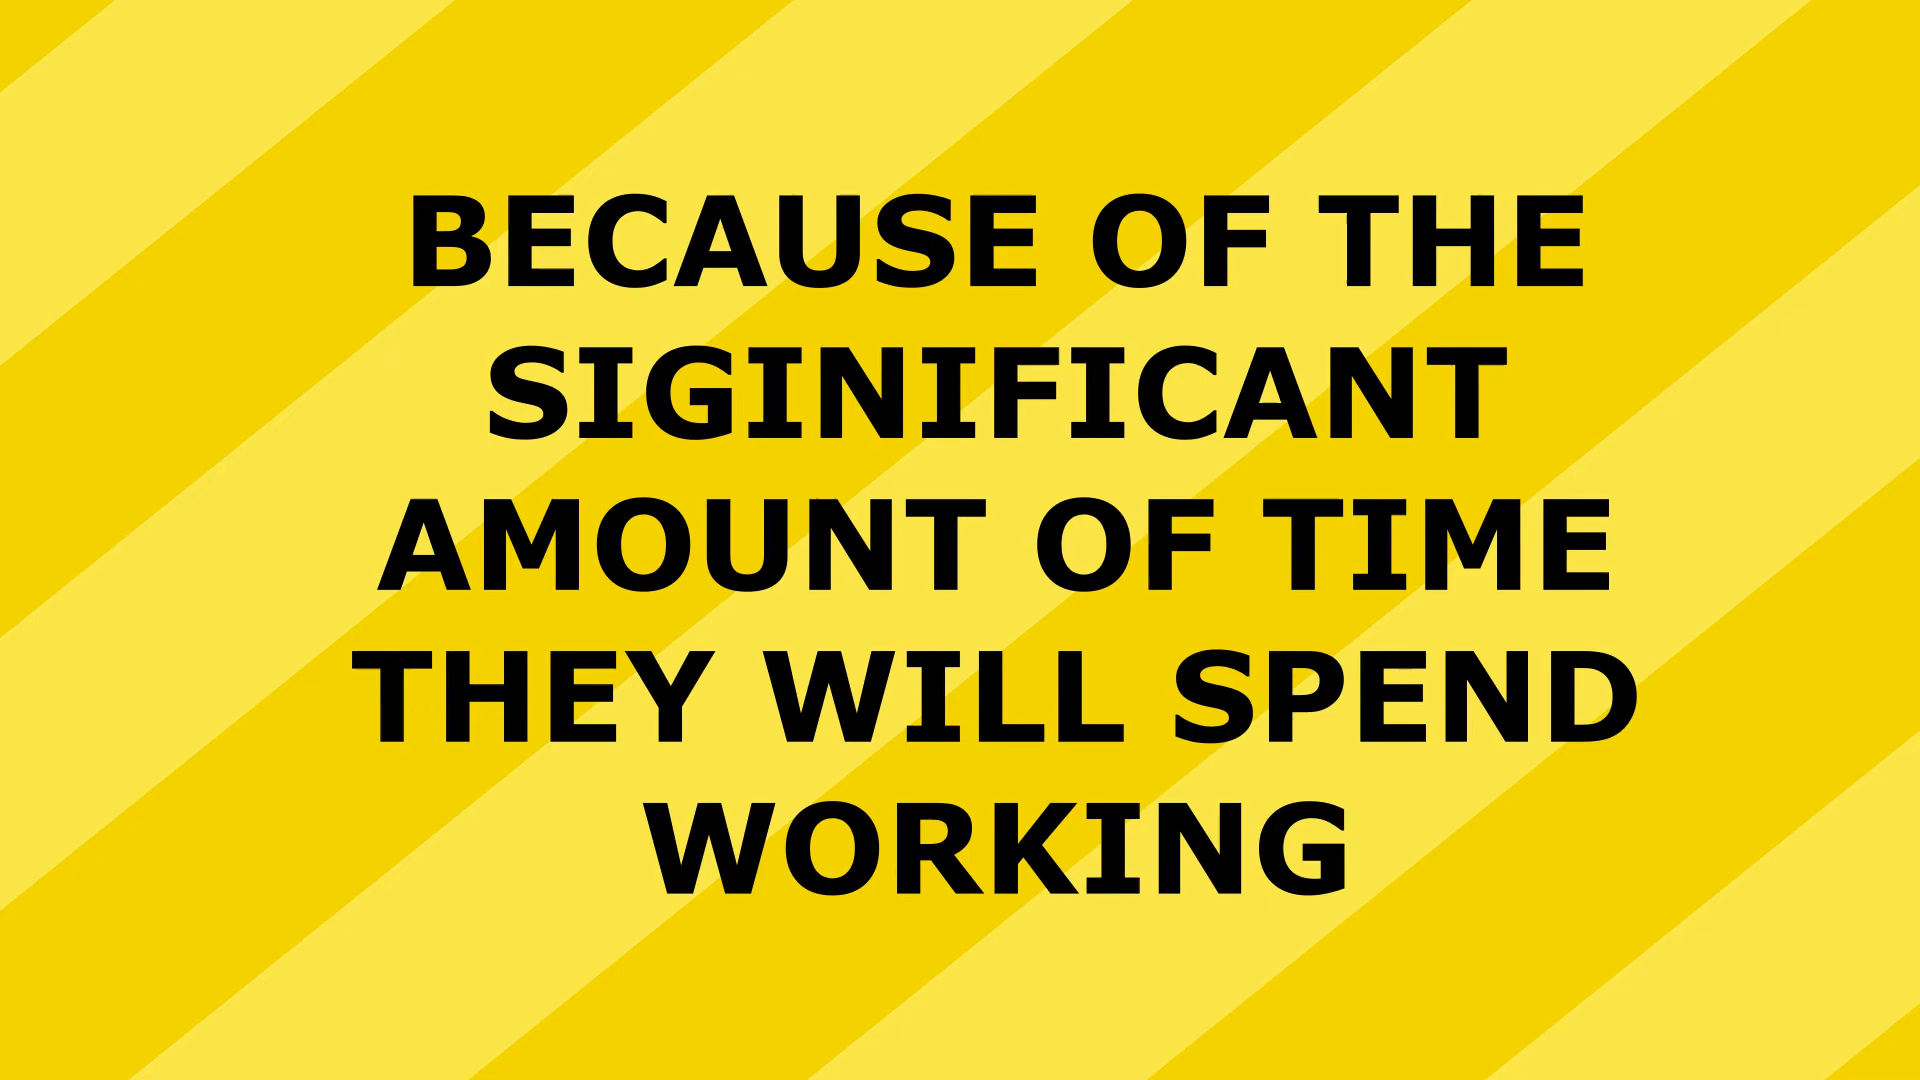 BECAUSE OF THE
SIGINIFICANT
AMOUNT OF TIME
THEY WILL SPEND
WORKING